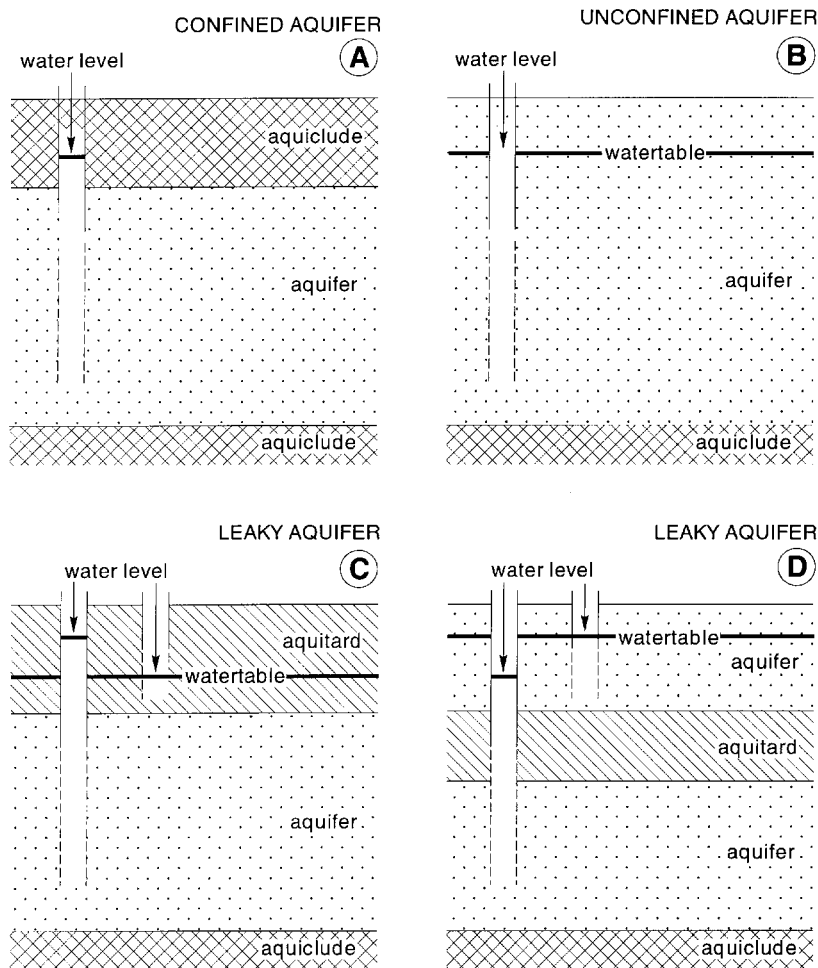 CONFINED AQUIFER
A
water level
aquiclude
aquifer
aquiclude
UNCONFINED AQUIFER
B
water level
watertable
aquifer
aquiclude
LEAKY AQUIFER
C
water level
aquitard
watertable
aquifer
aquiclude
LEAKY AQUIFER
D
water level
watertable
aquifer
aquitard
aquifer
aquiclude